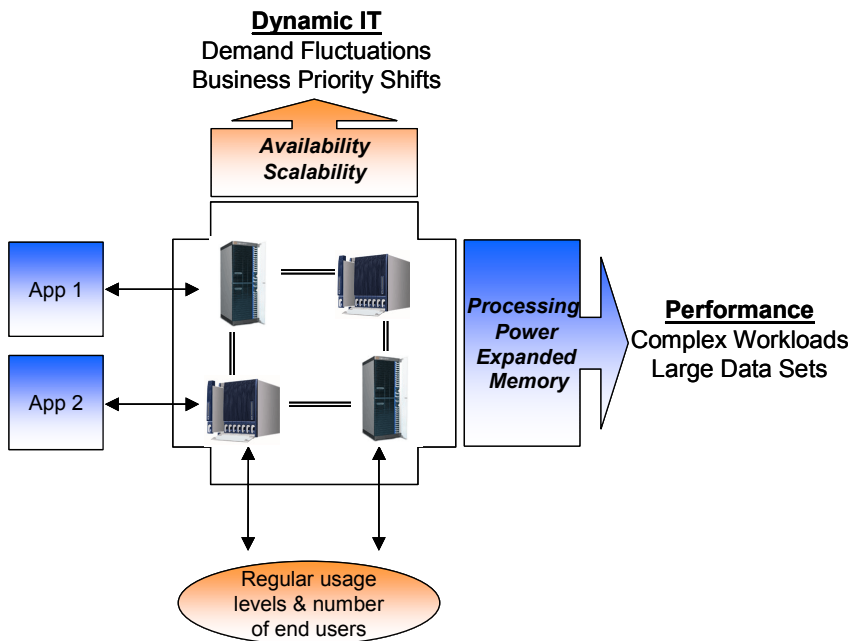 Dynamic IT
Demand Fluctuations
Business Priority Shifts
Availability
Scalability
App 1
App 2
Processing
Power
Expanded
Memory
Performance
Complex Workloads
Large Data Sets
Regular usage
levels & number
of end users